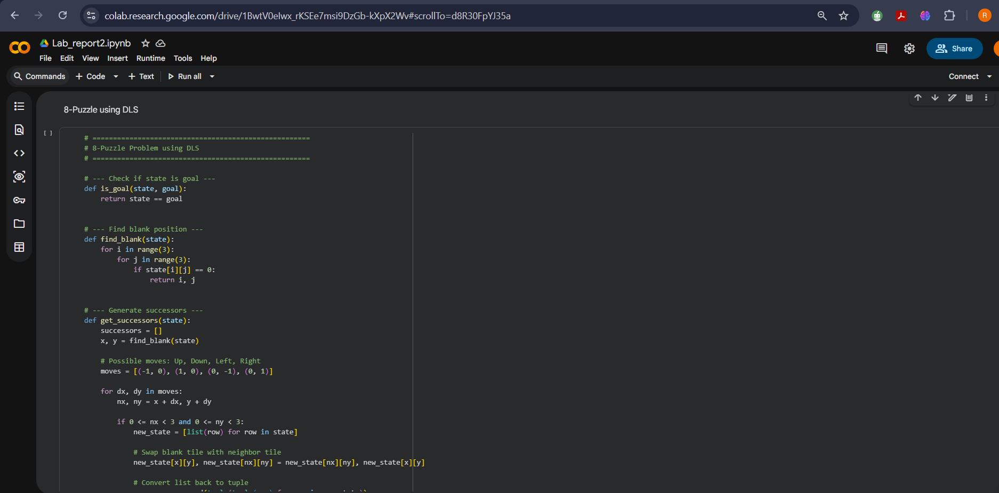 colab.research.google.com/drive/1BwtV0eIwx_rKSEe7msi9DzGb-kXpX2Wv#scrollTo=d8R30FpYJ35a
R
Lab_report2.ipynb
File Edit View Insert Runtime Tools Help
Share
Commands + Code + Text Run all
Connect
8-Puzzle using DLS
[ ]
# =====================================================
# 8-Puzzle Problem using DLS
# =====================================================
# --- Check if state is goal ---
def is_goal(state, goal):
    return state == goal
# --- Find blank position ---
def find_blank(state):
    for i in range(3):
        for j in range(3):
            if state[i][j] == 0:
                return i, j
# --- Generate successors ---
def get_successors(state):
    successors = []
    x, y = find_blank(state)
    # Possible moves: Up, Down, Left, Right
    moves = [(-1, 0), (1, 0), (0, -1), (0, 1)]
    for dx, dy in moves:
        nx, ny = x + dx, y + dy
        if 0 <= nx < 3 and 0 <= ny < 3:
            new_state = [list(row) for row in state]
            # Swap blank tile with neighbor tile
            new_state[x][y], new_state[nx][ny] = new_state[nx][ny], new_state[x][y]
            # Convert list back to tuple